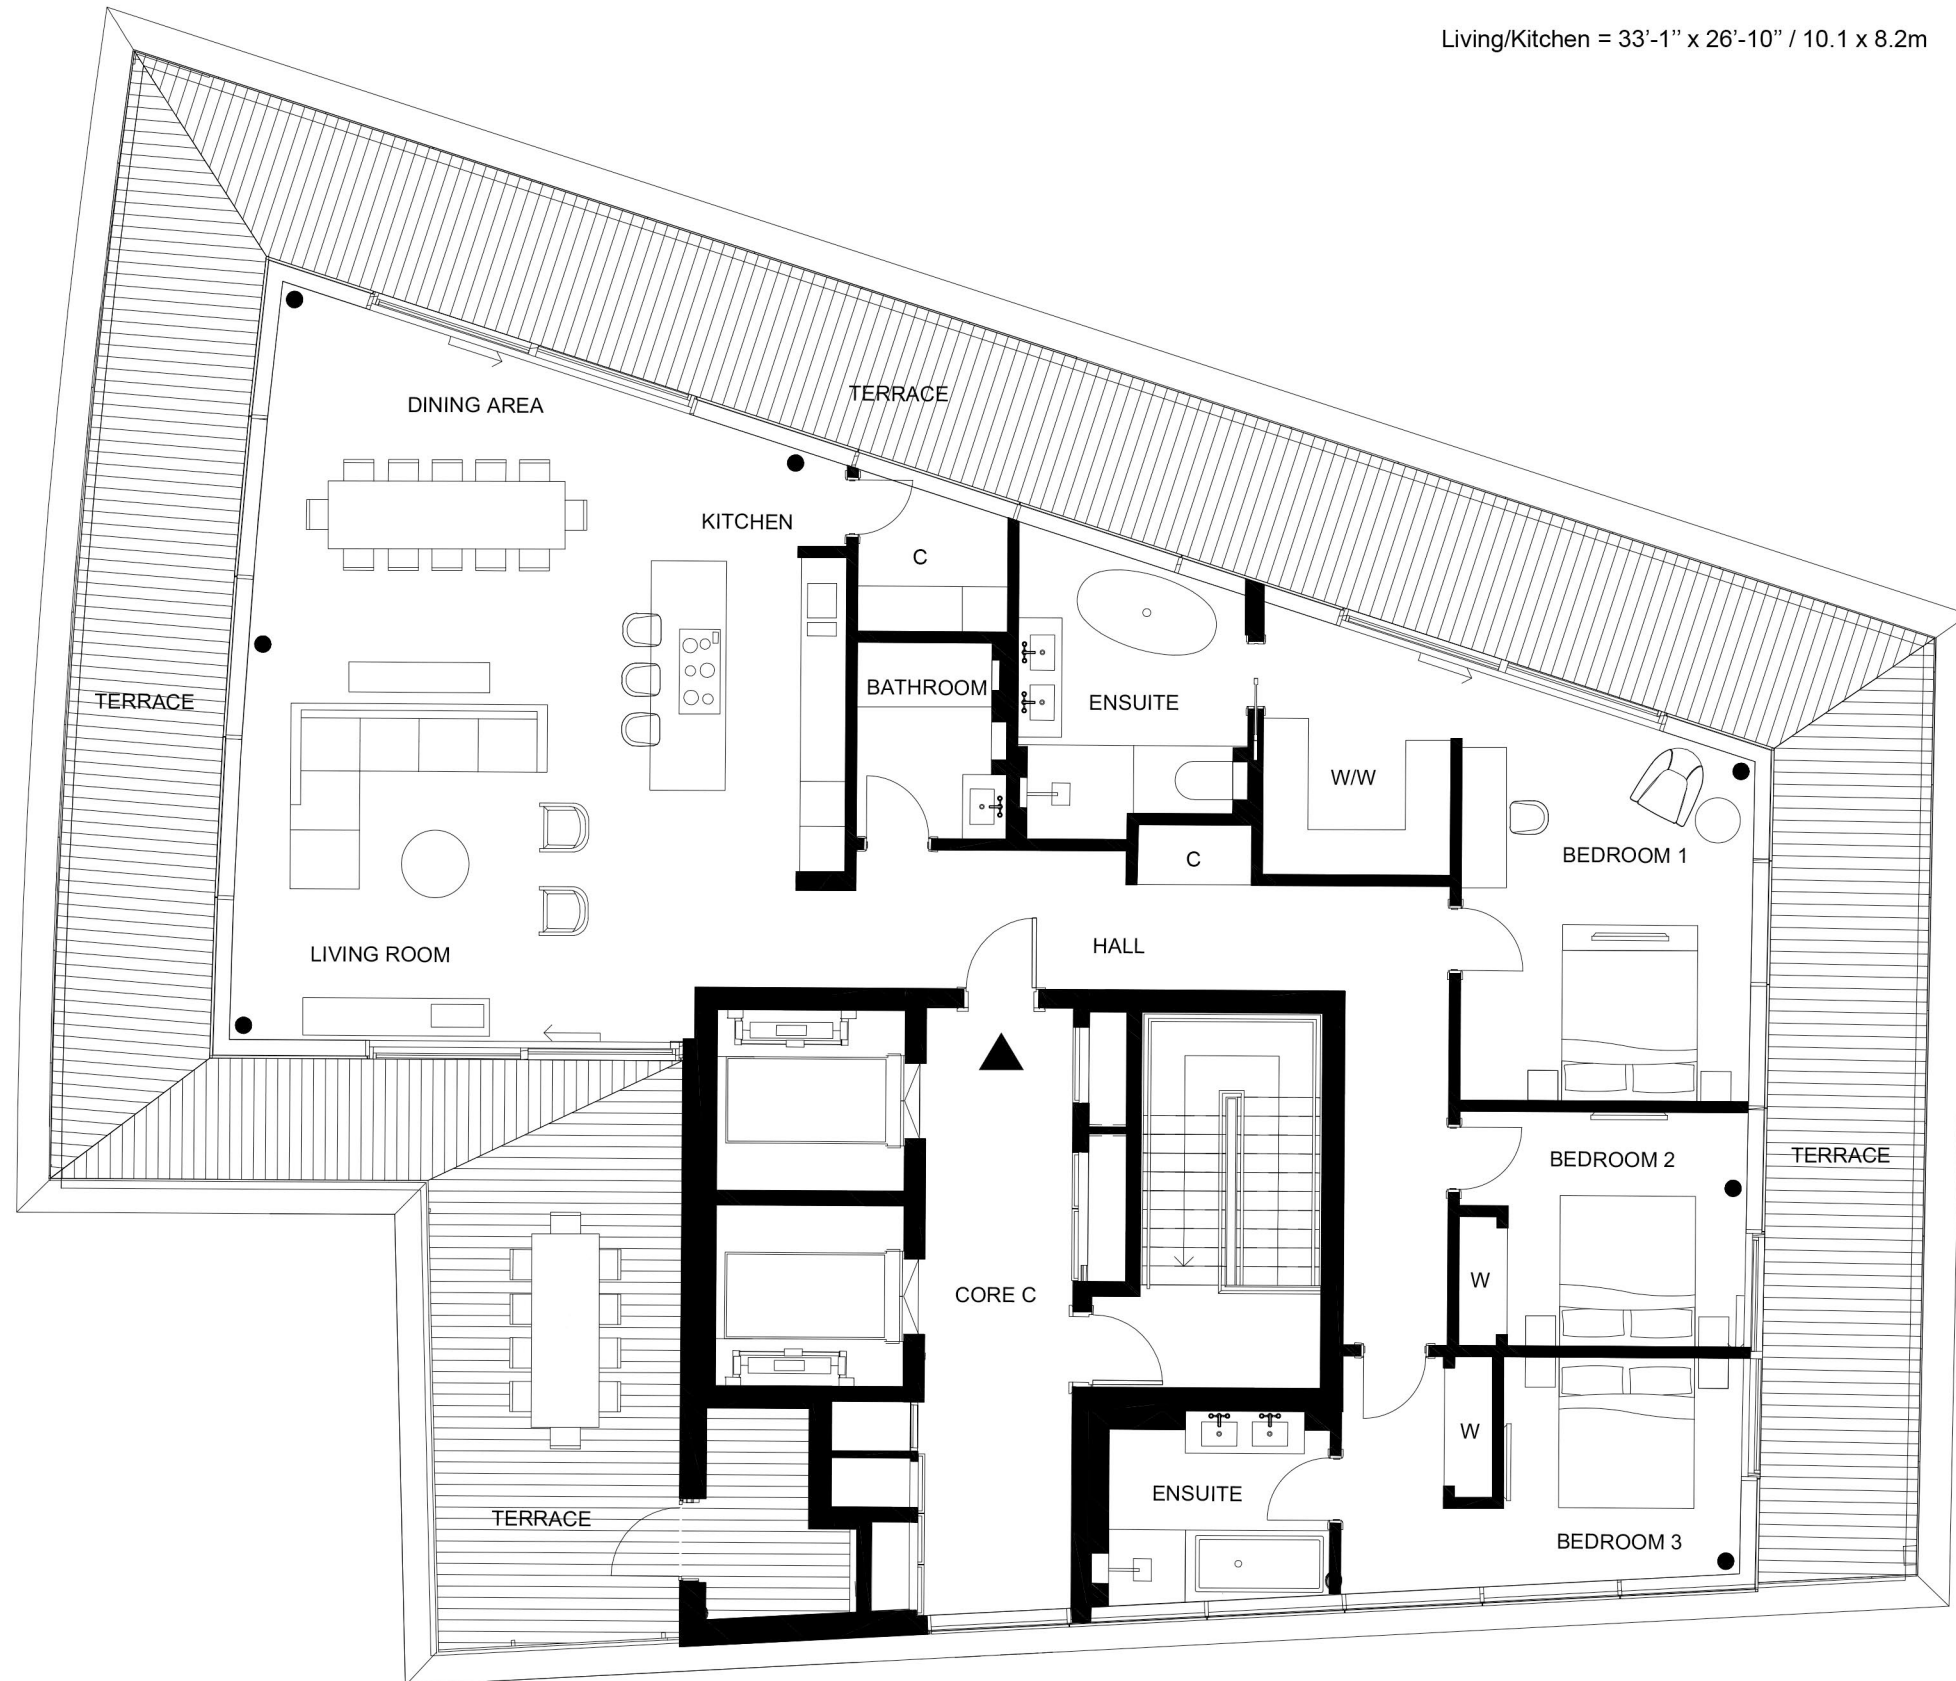 Living/Kitchen = 33’-1’’ x 26’-10’’ / 10.1 x 8.2m
TERRACE
DINING AREA
KITCHEN
C
BATHROOM
ENSUITE
TERRACE
W/W
C
BEDROOM 1
LIVING ROOM
HALL
BEDROOM 2
TERRACE
W
CORE C
W
ENSUITE
TERRACE
BEDROOM 3